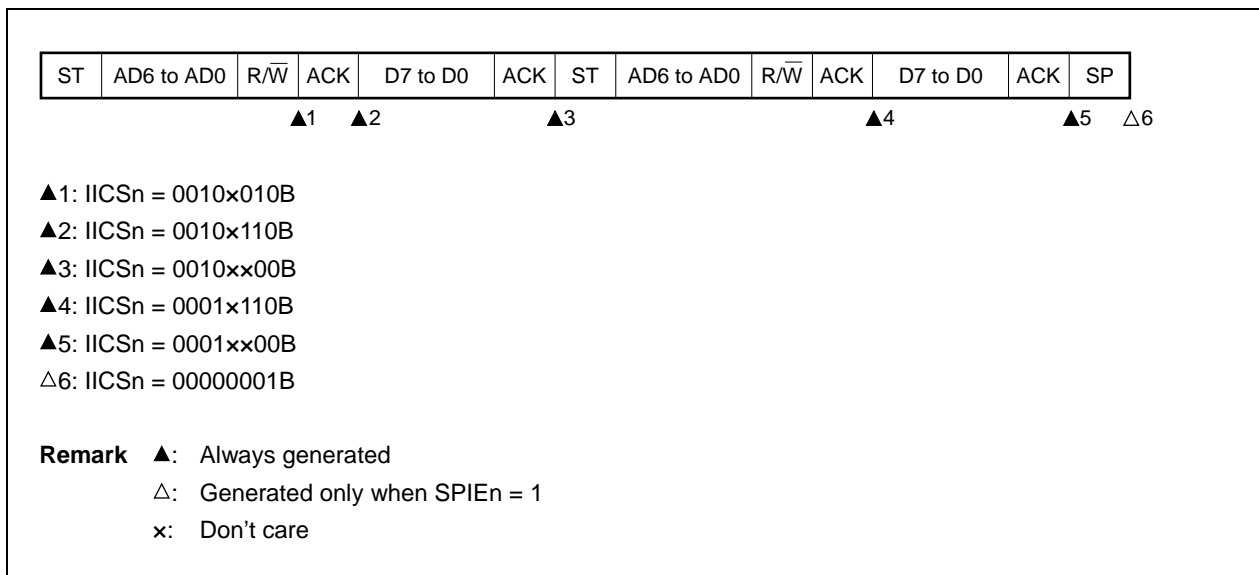 ST AD6 to AD0 R/W̅ ACK D7 to D0 ACK ST AD6 to AD0 R/W̅ ACK D7 to D0 ACK SP
▲1 ▲2 ▲3 ▲4 ▲5 △6
▲1: IICSn = 0010×010B
▲2: IICSn = 0010×110B
▲3: IICSn = 0010××00B
▲4: IICSn = 0001×110B
▲5: IICSn = 0001××00B
△6: IICSn = 00000001B
Remark ▲: Always generated
△: Generated only when SPIEn = 1
×: Don't care